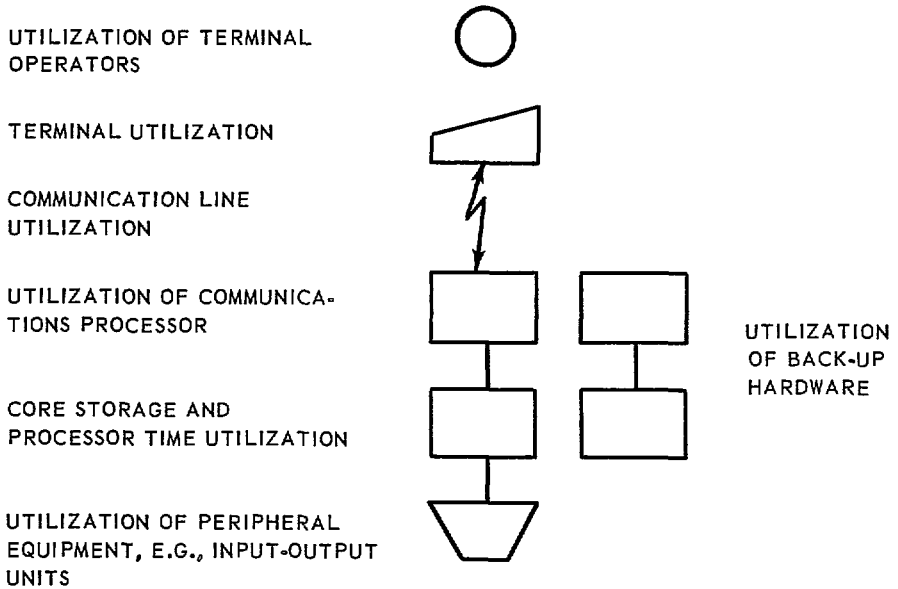 UTILIZATION OF TERMINAL
OPERATORS
TERMINAL UTILIZATION
COMMUNICATION LINE
UTILIZATION
UTILIZATION OF COMMUNICA-
TIONS PROCESSOR
UTILIZATION
OF BACK-UP
HARDWARE
CORE STORAGE AND
PROCESSOR TIME UTILIZATION
UTILIZATION OF PERIPHERAL
EQUIPMENT, E.G., INPUT-OUTPUT
UNITS